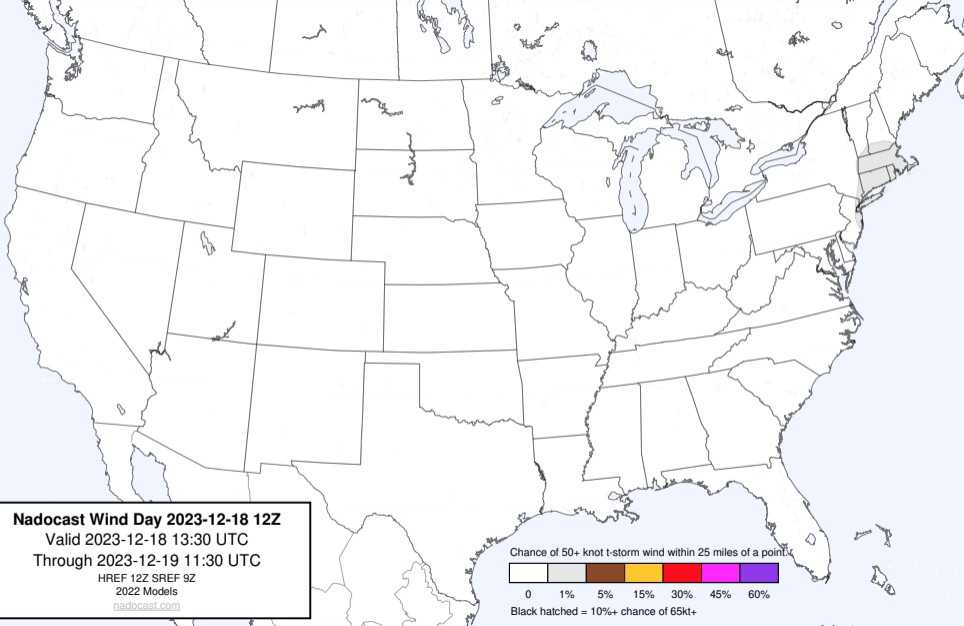 Nadocast Wind Day 2023-12-18 12Z
Valid 2023-12-18 13:30 UTC
Through 2023-12-19 11:30 UTC
HREF 12Z SREF 9Z
2022 Models
nadocast.com
Chance of 50+ knot t-storm wind within 25 miles of a point.
0 1% 5% 15% 30% 45% 60%
Black hatched = 10%+ chance of 65kt+